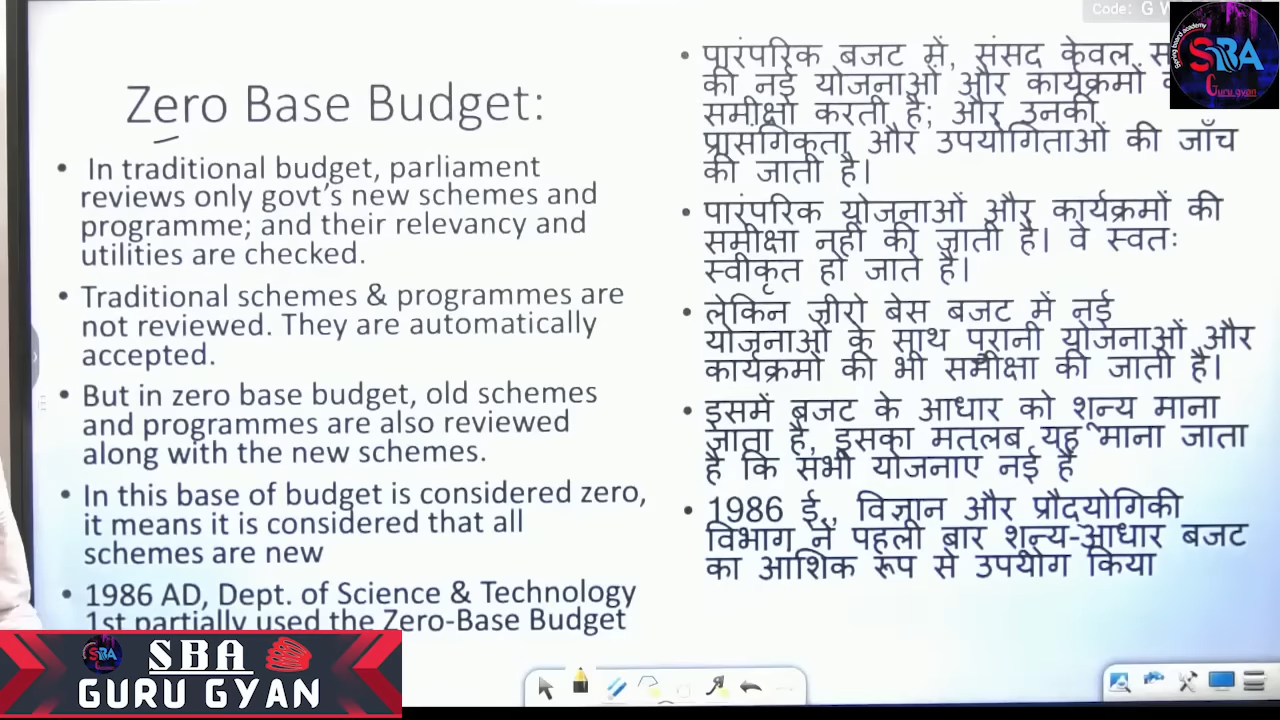 Code: G
Zero Base Budget:
• In traditional budget, parliament
reviews only govt's new schemes and
programme; and their relevancy and
utilities are checked.
• Traditional schemes & programmes are
not reviewed. They are automatically
accepted.
• But in zero base budget, old schemes
and programmes are also reviewed
along with the new schemes.
• In this base of budget is considered zero,
it means it is considered that all
schemes are new
• 1986 AD, Dept. of Science & Technology
1st partially used the Zero-Base Budget
• पारंपरिक बजट में, संसद केवल
की नई योजनाओं और कार्यक्रमों
समीक्षा करती है; और उनकी
प्रासंगिकता और उपयोगिताओं की जाँच
की जाती है।
• पारंपरिक योजनाओं और कार्यक्रमों की
समीक्षा नहीं की जाती है। वे स्वतः
स्वीकृत हो जाते हैं।
• लेकिन जीरो बेस बजट में नई
योजनाओं के साथ पुरानी योजनाओं और
कार्यक्रमों की भी समीक्षा की जाती है।
• इसमें बजट के आधार को शून्य माना
जाता है, इसका मतलब यह माना जाता
है कि सभी योजनाएं नई हैं
• 1986 ई., विज्ञान और प्रौद्योगिकी
विभाग ने पहली बार शून्य-आधार बजट
का आंशिक रूप से उपयोग किया
SBA
Guru gyan
SBA
SBA
GURU GYAN